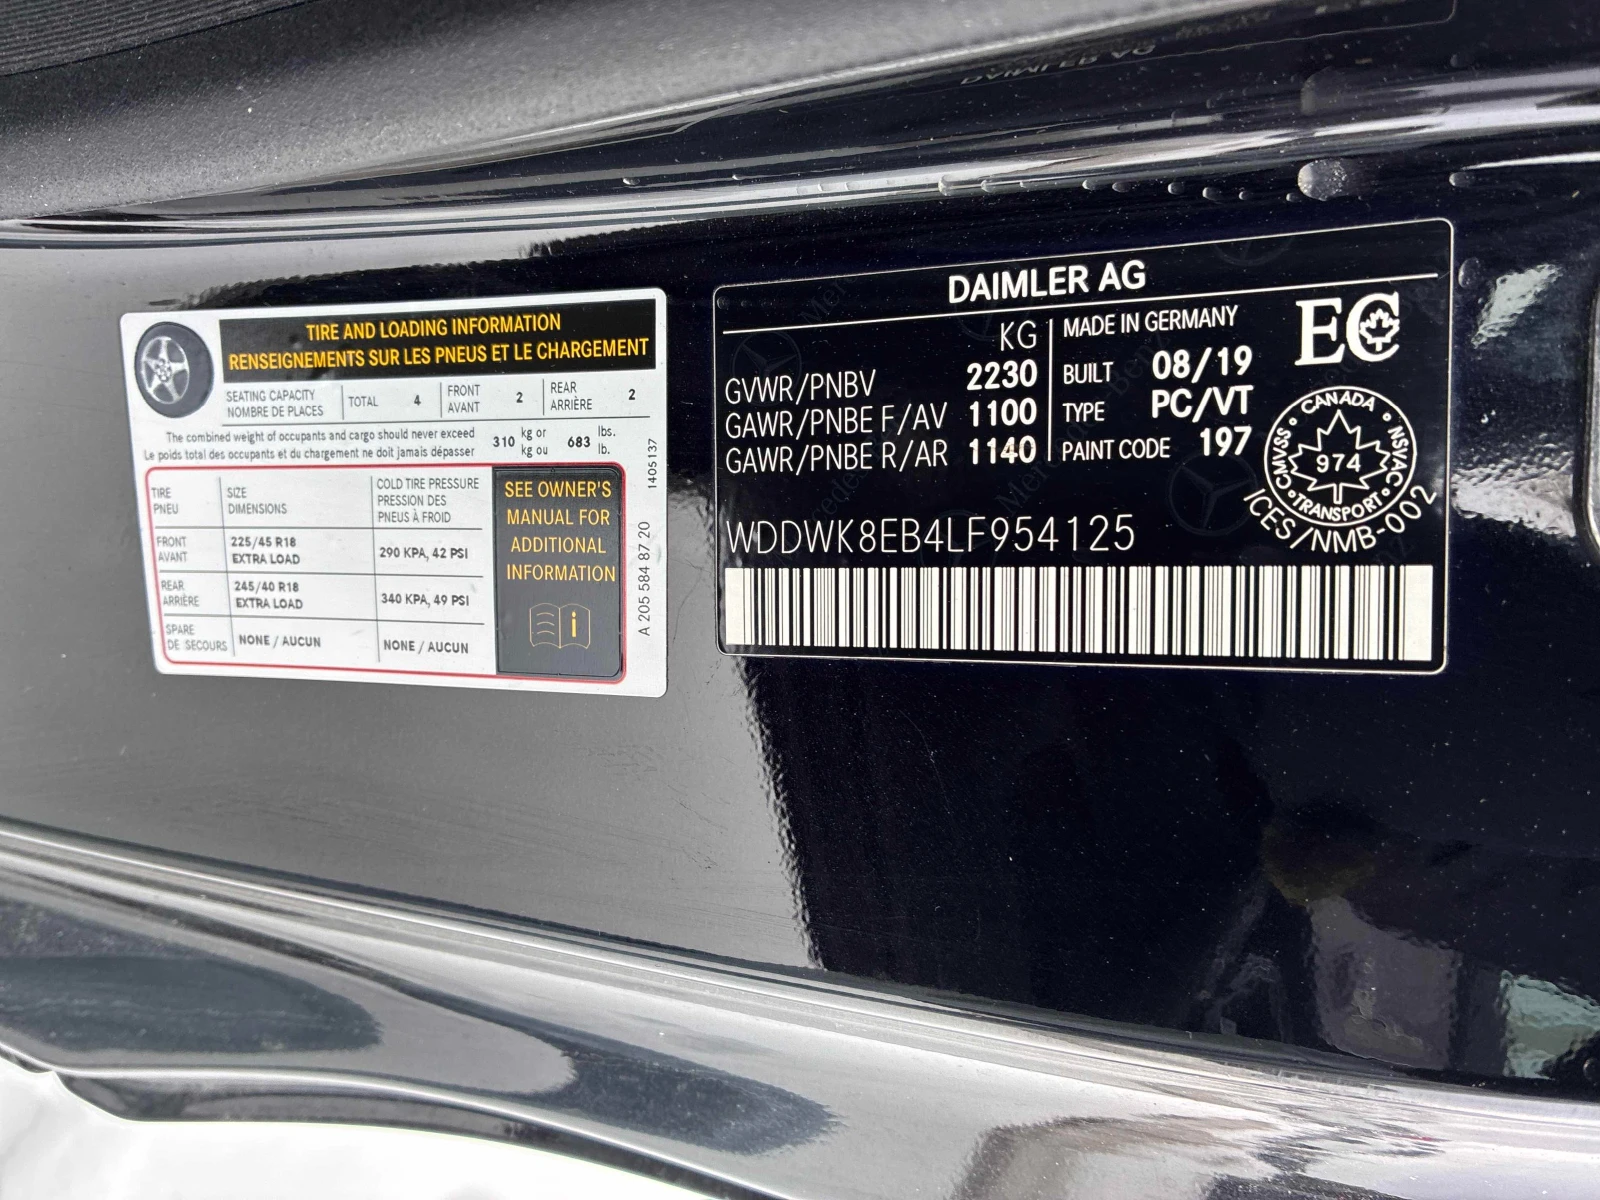 TIRE AND LOADING INFORMATION
RENSEIGNEMENTS SUR LES PNEUS ET LE CHARGEMENT
SEATING CAPACITY
NOMBRE DE PLACES
TOTAL 4
FRONT
AVANT
2
REAR
ARRIÈRE
2
The combined weight of occupants and cargo should never exceed
Le poids total des occupants et du chargement ne doit jamais dépasser
310 kg or
kg ou
683 lbs.
lb.
TIRE
PNEU
SIZE
DIMENSIONS
COLD TIRE PRESSURE
PRESSION DES
PNEUS À FROID
FRONT
AVANT
225/45 R18
EXTRA LOAD
290 KPA, 42 PSI
REAR
ARRIÈRE
245/40 R18
EXTRA LOAD
340 KPA, 49 PSI
SPARE
DE SECOURS
NONE / AUCUN
NONE / AUCUN
SEE OWNER'S
MANUAL FOR
ADDITIONAL
INFORMATION
i
1405137
A 205 584 87 20
DAIMLER AG
KG
GVWR/PNBV 2230
GAWR/PNBE F/AV 1100
GAWR/PNBE R/AR 1140
MADE IN GERMANY
BUILT 08/19
TYPE PC/VT
PAINT CODE 197
EC
CANADA
CMVSS
NSVAC
974
TRANSPORT
ICES/NMB-002
WDDWK8EB4LF954125